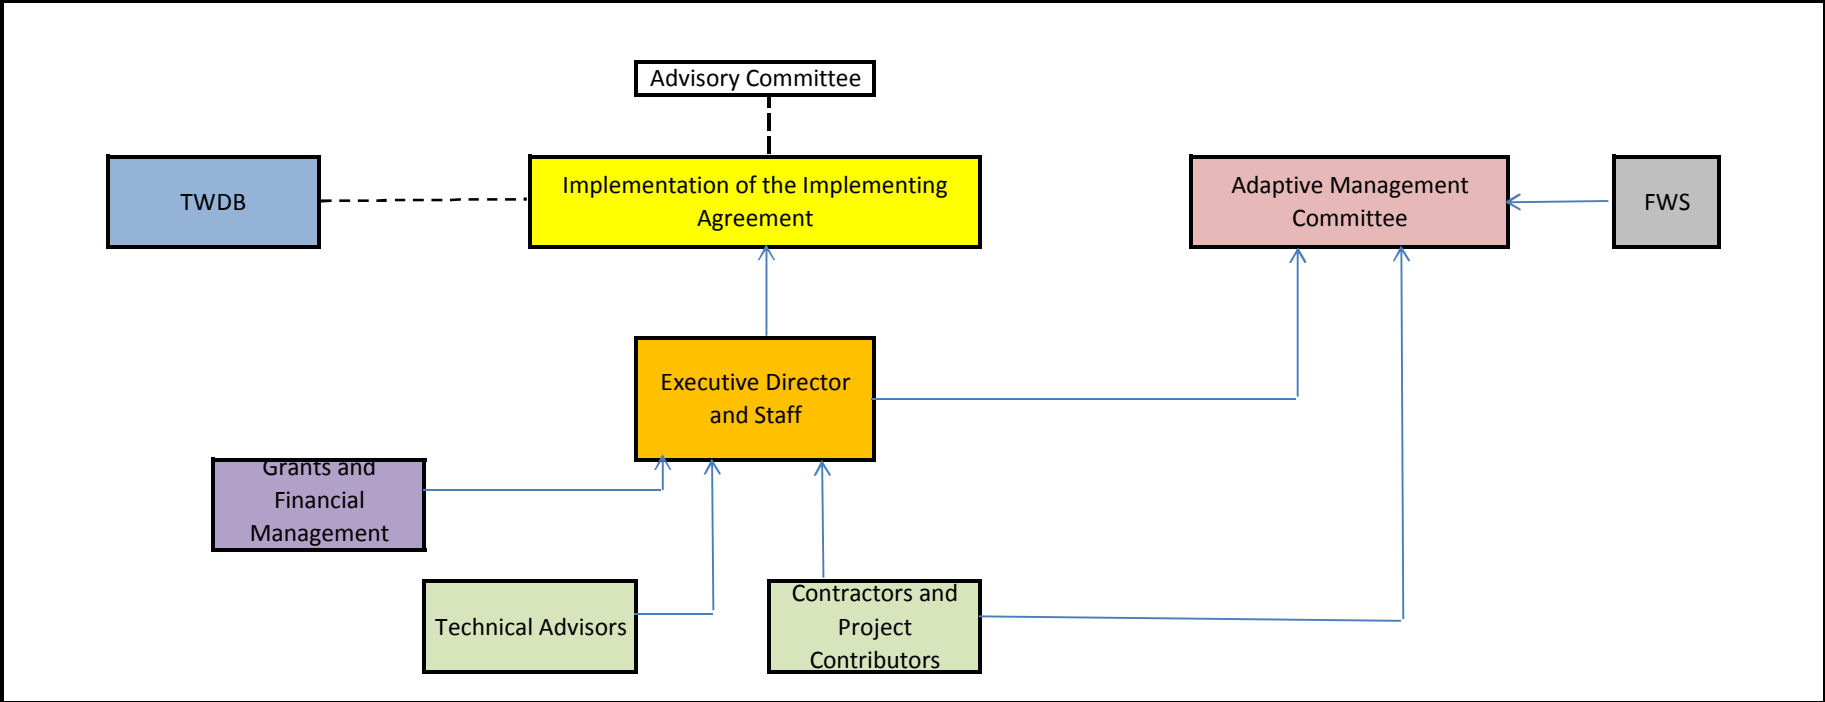 Advisory Committee
TWDB
Implementation of the Implementing
Agreement
Adaptive Management
Committee
FWS
Executive Director
and Staff
Grants and
Financial
Management
Technical Advisors
Contractors and
Project
Contributors